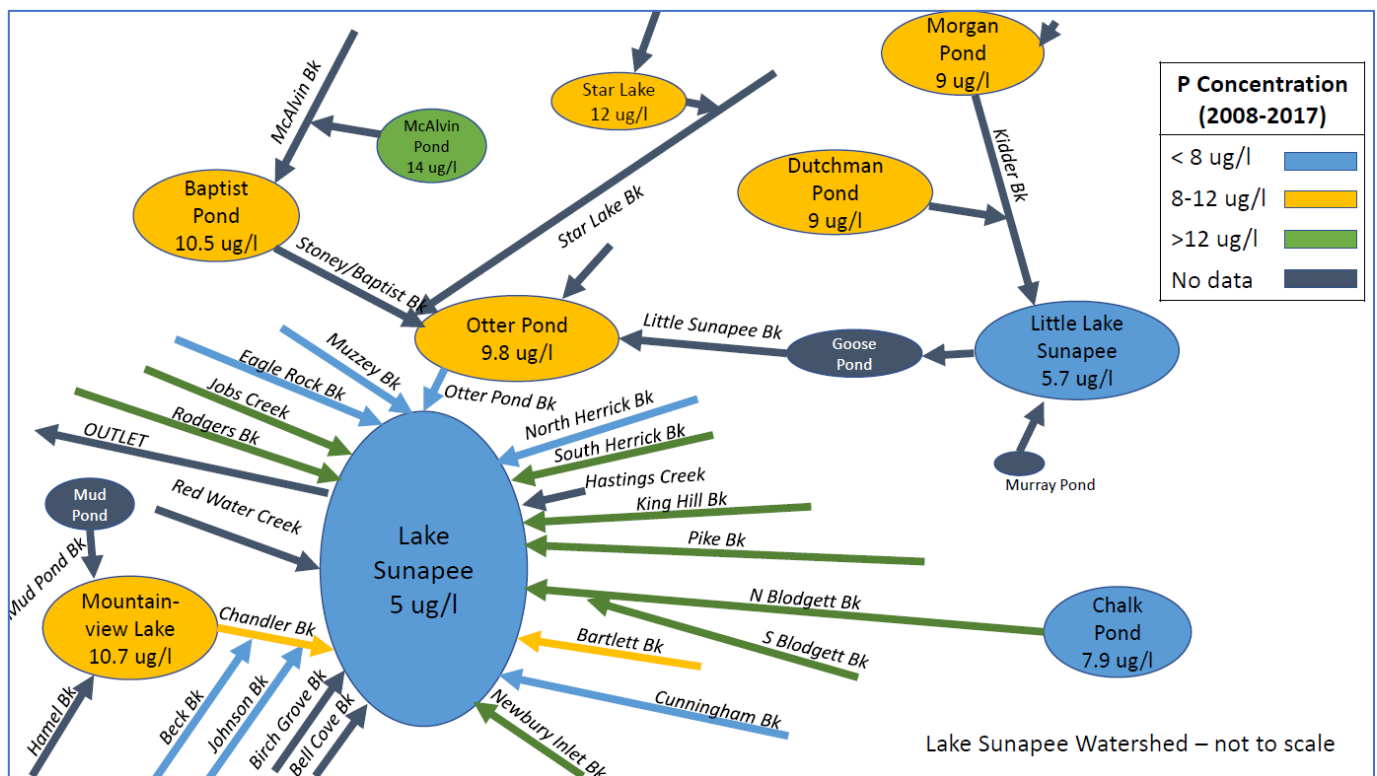 Morgan
Pond
9 ug/l
P Concentration
(2008-2017)
< 8 ug/l
8-12 ug/l
>12 ug/l
No data
McAlvin Bk
Star Lake
12 ug/l
McAlvin
Pond
14 ug/l
Kidder Bk
Baptist
Pond
10.5 ug/l
Dutchman
Pond
9 ug/l
Star Lake Bk
Stoney/Baptist Bk
Otter Pond
9.8 ug/l
Little Sunapee Bk
Goose
Pond
Little Lake
Sunapee
5.7 ug/l
Muzzey Bk
Eagle Rock Bk
Jobs Creek
Rodgers Bk
OUTLET
Otter Pond Bk
North Herrick Bk
South Herrick Bk
Hastings Creek
King Hill Bk
Pike Bk
Murray Pond
Mud
Pond
Red Water Creek
Mud Pond Bk
Lake
Sunapee
5 ug/l
Mountain-
view Lake
10.7 ug/l
Chandler Bk
N Blodgett Bk
S Blodgett Bk
Chalk
Pond
7.9 ug/l
Bartlett Bk
Cunningham Bk
Newbury Inlet Bk
Hamel Bk
Beck Bk
Johnson Bk
Birch Grove Bk
Bell Cove Bk
Lake Sunapee Watershed – not to scale